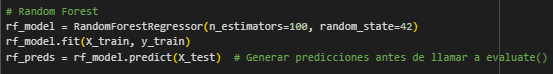 # Random Forest
rf_model = RandomForestRegressor(n_estimators=100, random_state=42)
rf_model.fit(X_train, y_train)
rf_preds = rf_model.predict(X_test)  # Generar predicciones antes de llamar a evaluate()